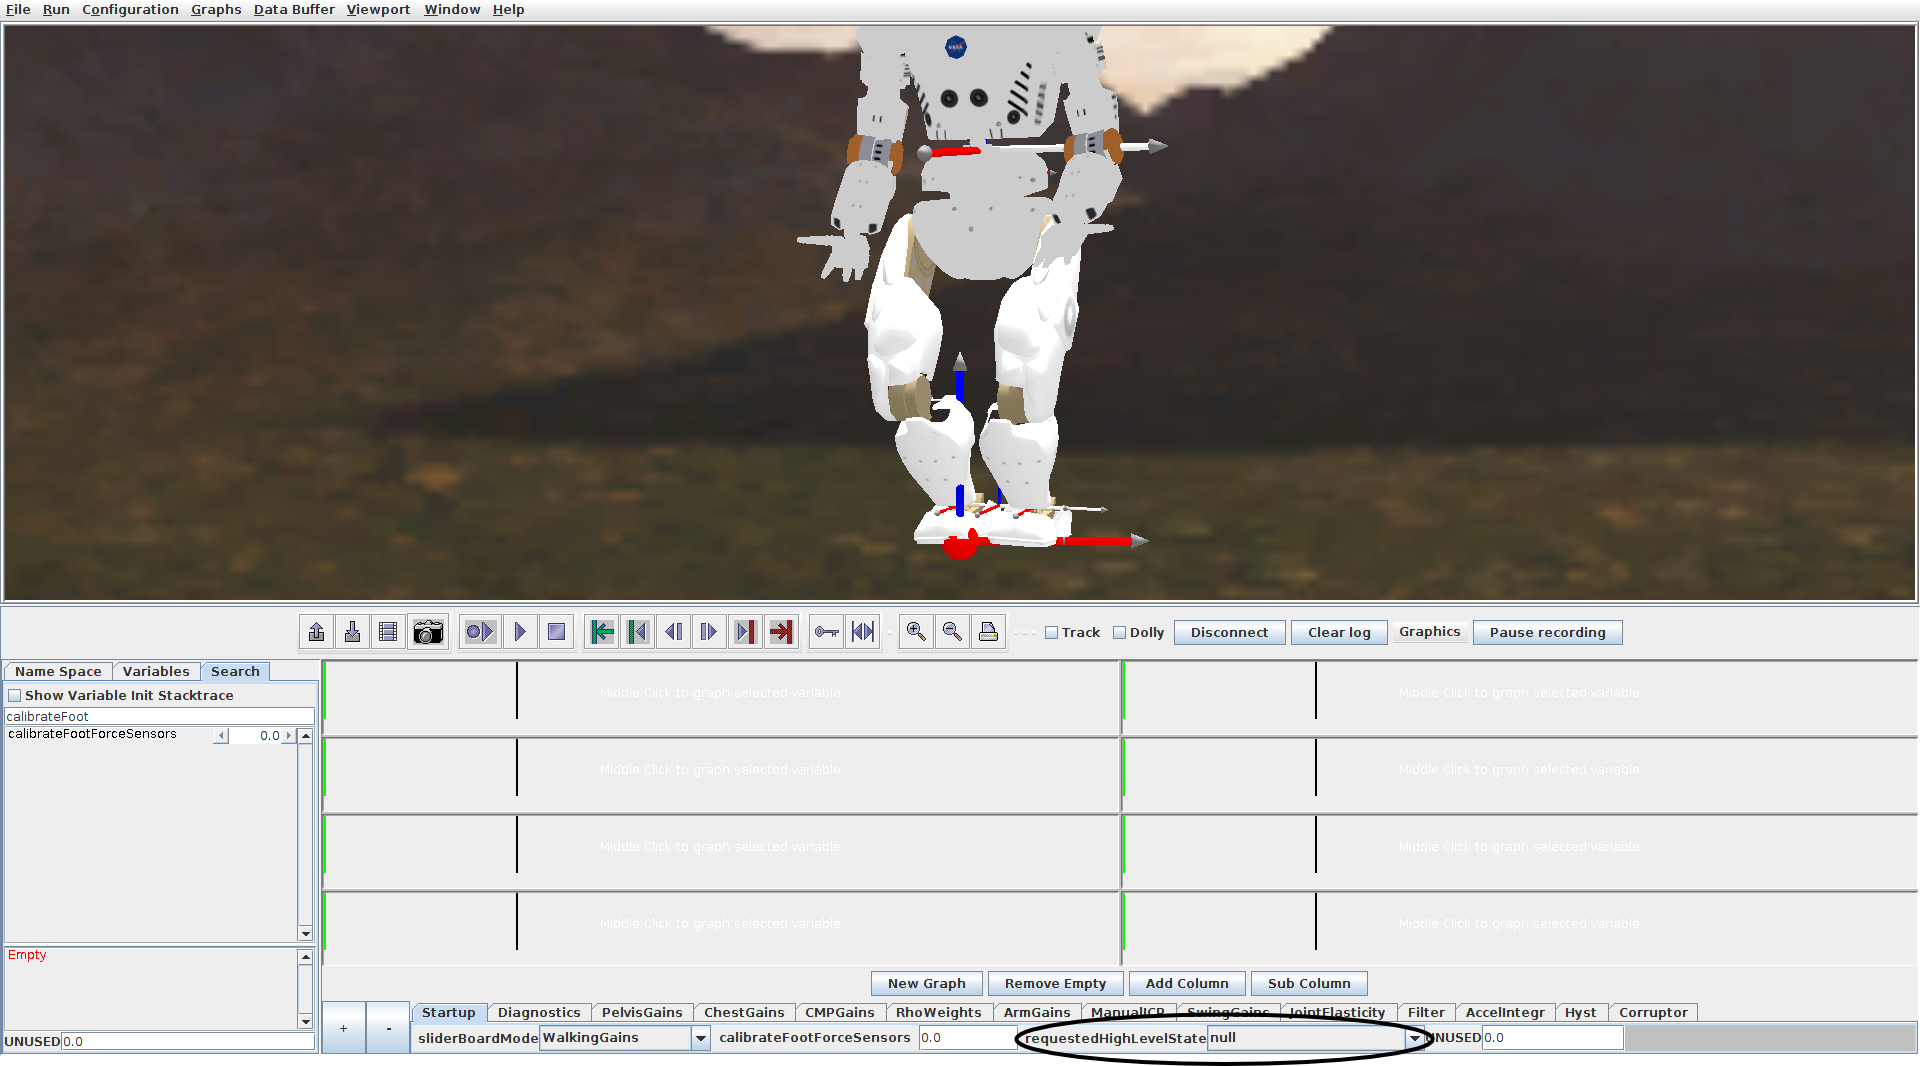 File Run Configuration Graphs Data Buffer Viewport Window Help
NASA
Track Dolly Disconnect Clear log Graphics Pause recording
Name Space Variables Search
Show Variable Init Stacktrace
calibrateFoot
calibrateFootForceSensors 0.0
Empty
UNUSED 0.0
Middle Click to graph selected variable Middle Click to graph selected variable
Middle Click to graph selected variable Middle Click to graph selected variable
Middle Click to graph selected variable Middle Click to graph selected variable
Middle Click to graph selected variable Middle Click to graph selected variable
New Graph Remove Empty Add Column Sub Column
+ -
Startup Diagnostics PelvisGains ChestGains CMPGains RhoWeights ArmGains ManualICP SwingGains JointElasticity Filter AccelIntegr Hyst Corruptor
sliderBoardMode WalkingGains calibrateFootForceSensors 0.0 requestedHighLevelState null UNUSED 0.0